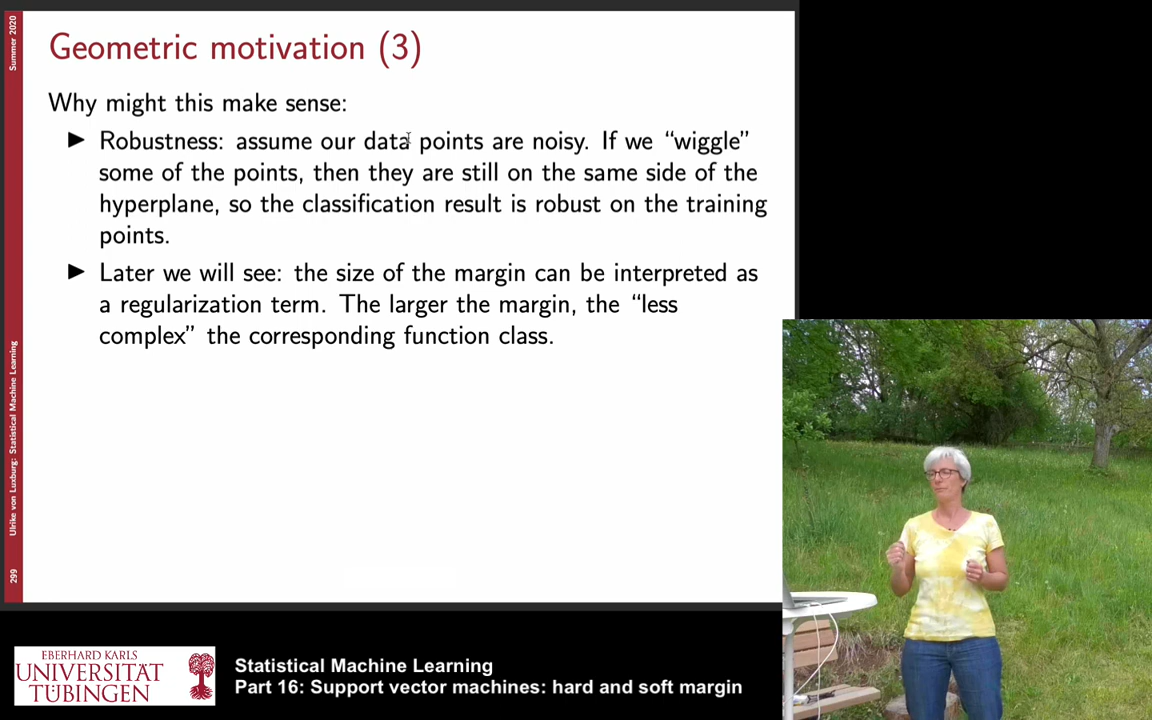 Summer 2020
Geometric motivation (3)
Why might this make sense:
► Robustness: assume our data points are noisy. If we “wiggle”
some of the points, then they are still on the same side of the
hyperplane, so the classification result is robust on the training
points.
► Later we will see: the size of the margin can be interpreted as
a regularization term. The larger the margin, the “less
complex” the corresponding function class.
Ulrike von Luxburg: Statistical Machine Learning
299
EBERHARD KARLS
UNIVERSITÄT
TÜBINGEN
Statistical Machine Learning
Part 16: Support vector machines: hard and soft margin